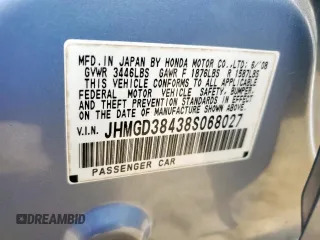 MFD. IN JAPAN BY HONDA MOTOR CO.,LTD. 6/08
GVWR 3446LBS GAWR F 1876LBS R 1587LBS
THIS VEHICLE CONFORMS TO ALL APPLICABLE
FEDERAL MOTOR VEHICLE SAFETY, BUMPER,
AND THEFT PREVENTION STANDARDS IN EFFECT
ON THE DATE OF MANUFACTURE SHOWN ABOVE.
V.I.N. JHMGD38438S068027
PASSENGER CAR
DREAMBID.com